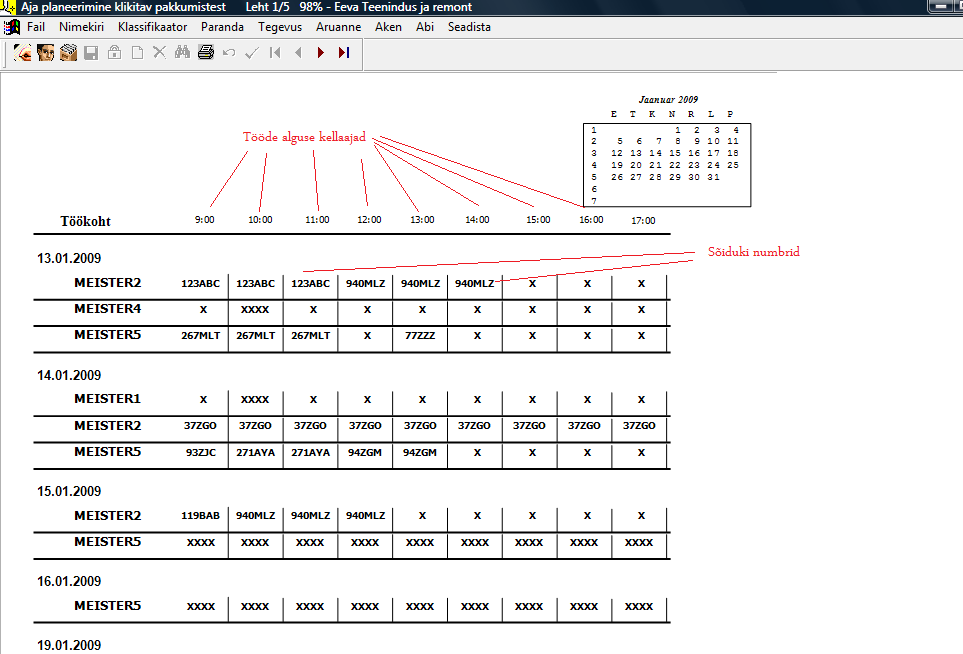 Aja planeerimine klikitav pakkumistest Leht 1/5 98% - Eeva Teenindus ja remont
Fail Nimekiri Klassifikaator Paranda Tegevus Aruanne Aken Abi Seadista
Jaanuar 2009
E T K N R L P
1 1 2 3 4
2 5 6 7 8 9 10 11
3 12 13 14 15 16 17 18
4 19 20 21 22 23 24 25
5 26 27 28 29 30 31
6
7
Tööde alguse kellaajad
Töökoht 9:00 10:00 11:00 12:00 13:00 14:00 15:00 16:00 17:00
Sõiduki numbrid
13.01.2009
MEISTER2 123ABC 123ABC 123ABC 940MLZ 940MLZ 940MLZ X X X
MEISTER4 X XXXX X X X X X X X
MEISTER5 267MLT 267MLT 267MLT X 77ZZZ X X X X
14.01.2009
MEISTER1 X XXXX X X X X X X X
MEISTER2 37ZGO 37ZGO 37ZGO 37ZGO 37ZGO 37ZGO 37ZGO 37ZGO 37ZGO
MEISTER5 93ZJC 271AYA 271AYA 94ZGM 94ZGM X X X X
15.01.2009
MEISTER2 119BAB 940MLZ 940MLZ 940MLZ X X X X X
MEISTER5 XXXX XXXX XXXX XXXX XXXX XXXX XXXX XXXX XXXX
16.01.2009
MEISTER5 XXXX XXXX XXXX XXXX XXXX XXXX XXXX XXXX XXXX
19.01.2009